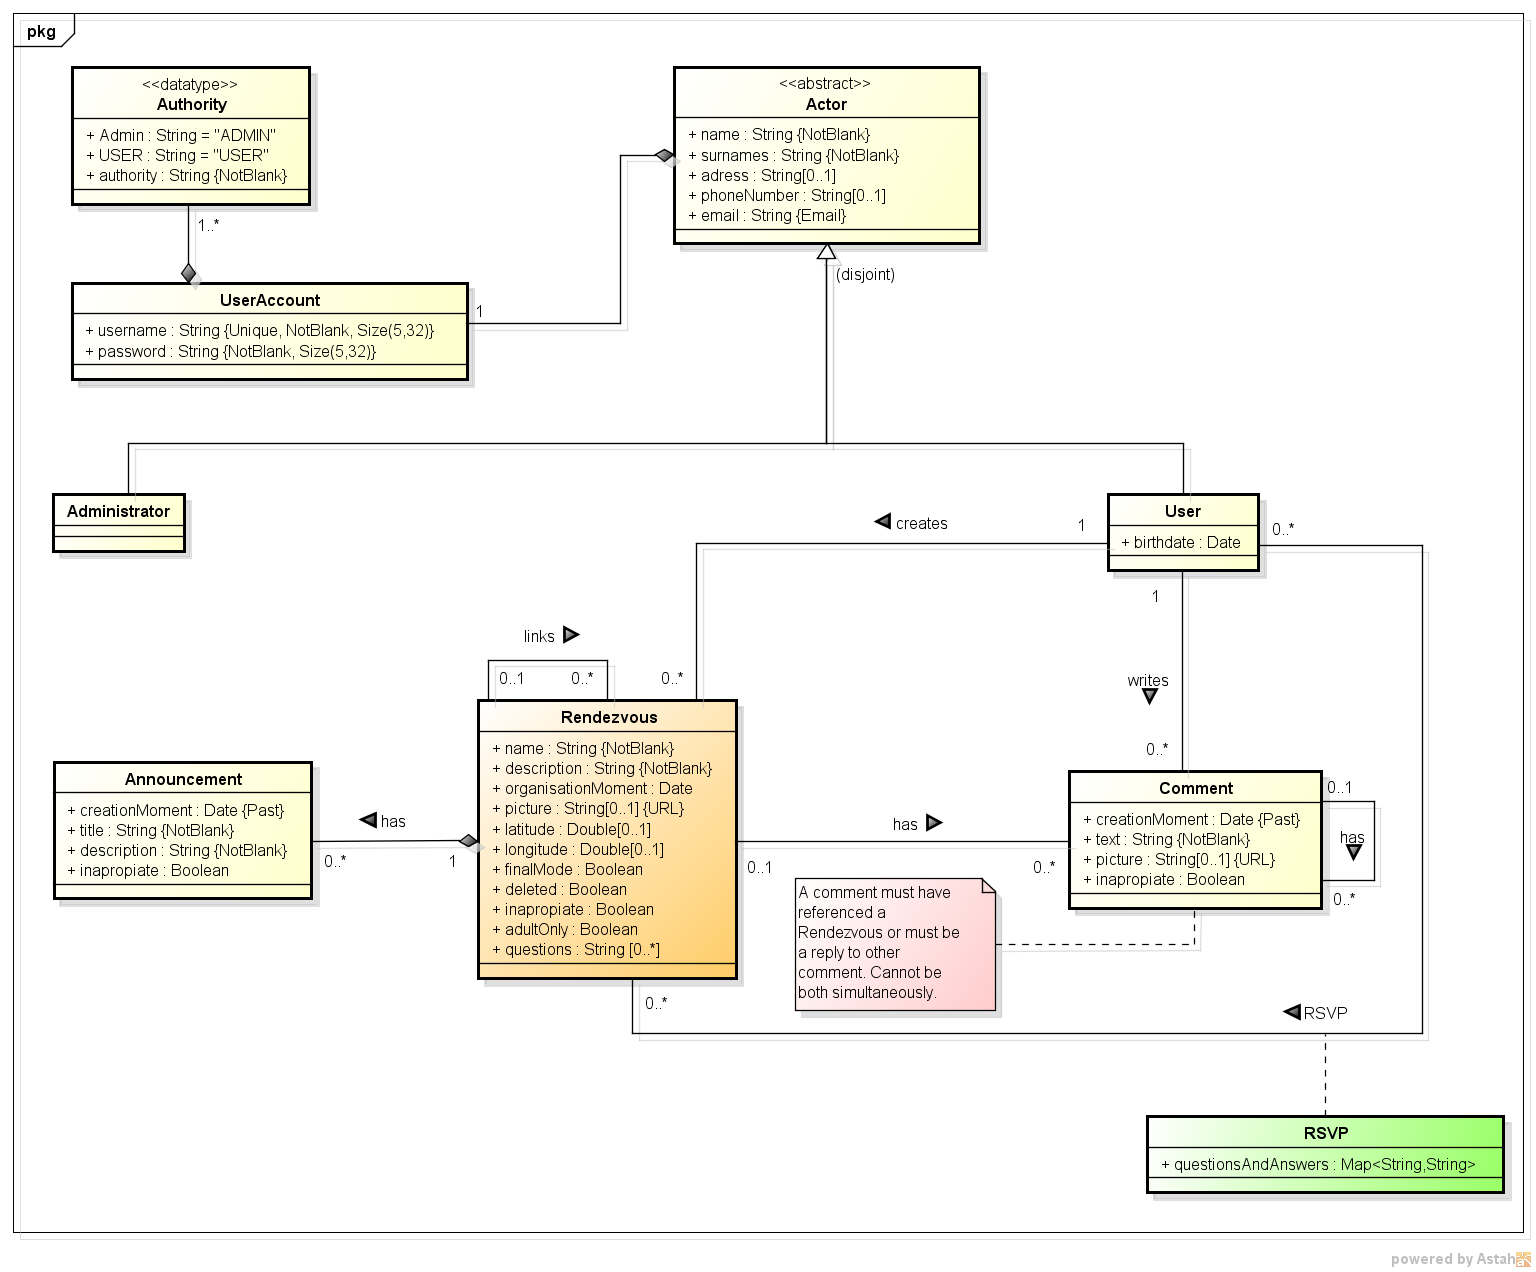 pkg
<<datatype>>
Authority
+ Admin : String = "ADMIN"
+ USER : String = "USER"
+ authority : String {NotBlank}
1..*
<<abstract>>
Actor
+ name : String {NotBlank}
+ surnames : String {NotBlank}
+ adress : String[0..1]
+ phoneNumber : String[0..1]
+ email : String {Email}
(disjoint)
UserAccount
+ username : String {Unique, NotBlank, Size(5,32)}
+ password : String {NotBlank, Size(5,32)}
1
Administrator
User
+ birthdate : Date
creates
1
0..*
1
links
0..1
0..*
0..*
writes
0..*
Rendezvous
+ name : String {NotBlank}
+ description : String {NotBlank}
+ organisationMoment : Date
+ picture : String[0..1] {URL}
+ latitude : Double[0..1]
+ longitude : Double[0..1]
+ finalMode : Boolean
+ deleted : Boolean
+ inapropiate : Boolean
+ adultOnly : Boolean
+ questions : String [0..*]
Announcement
+ creationMoment : Date {Past}
+ title : String {NotBlank}
+ description : String {NotBlank}
+ inapropiate : Boolean
has
0..*
1
has
0..1
0..*
Comment
+ creationMoment : Date {Past}
+ text : String {NotBlank}
+ picture : String[0..1] {URL}
+ inapropiate : Boolean
0..1
has
0..*
A comment must have
referenced a
Rendezvous or must be
a reply to other
comment. Cannot be
both simultaneously.
0..*
RSVP
RSVP
+ questionsAndAnswers : Map<String,String>
powered by Astah